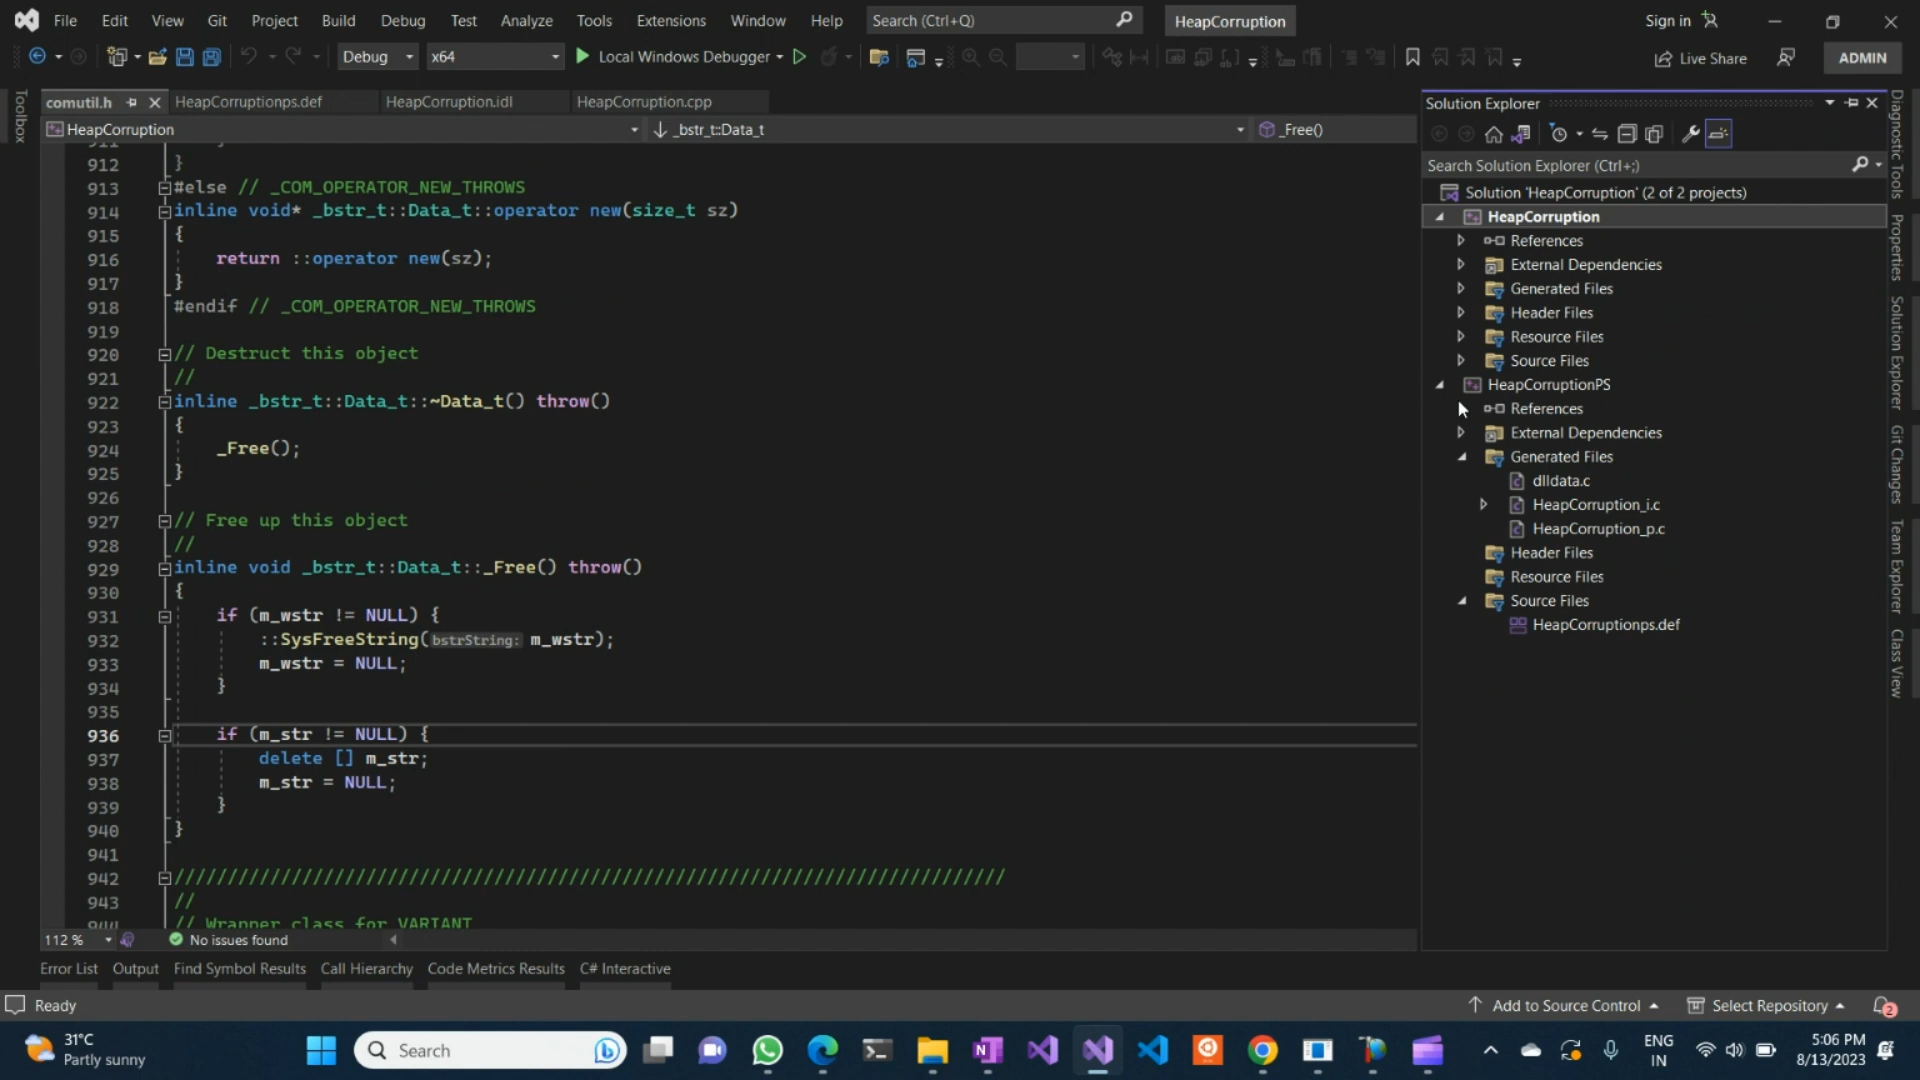 File Edit View Git Project Build Debug Test Analyze Tools Extensions Window Help Search (Ctrl+Q) HeapCorruption Sign in
Debug x64 Local Windows Debugger Live Share ADMIN
Toolbox
comutil.h HeapCorruptionps.def HeapCorruption.idl HeapCorruption.cpp
HeapCorruption _bstr_t::Data_t _Free()
911 }
912 }
913 #else // _COM_OPERATOR_NEW_THROWS
914 inline void* _bstr_t::Data_t::operator new(size_t sz)
915 {
916 return ::operator new(sz);
917 }
918 #endif // _COM_OPERATOR_NEW_THROWS
919
920 // Destruct this object
921 //
922 inline _bstr_t::Data_t::~Data_t() throw()
923 {
924 _Free();
925 }
926
927 // Free up this object
928 //
929 inline void _bstr_t::Data_t::_Free() throw()
930 {
931 if (m_wstr != NULL) {
932 ::SysFreeString(bstrString: m_wstr);
933 m_wstr = NULL;
934 }
935
936 if (m_str != NULL) {
937 delete [] m_str;
938 m_str = NULL;
939 }
940 }
941
942 //////////////////////////////////////////////////////////////////////////////
943 //
944 // Wrapper class for VARIANT
112 % No issues found
Error List Output Find Symbol Results Call Hierarchy Code Metrics Results C# Interactive
Solution Explorer
Search Solution Explorer (Ctrl+;)
Solution 'HeapCorruption' (2 of 2 projects)
HeapCorruption
References
External Dependencies
Generated Files
Header Files
Resource Files
Source Files
HeapCorruptionPS
References
External Dependencies
Generated Files
dlldata.c
HeapCorruption_i.c
HeapCorruption_p.c
Header Files
Resource Files
Source Files
HeapCorruptionps.def
Diagnostic Tools
Properties
Solution Explorer
Git Changes
Team Explorer
Class View
Ready Add to Source Control Select Repository 2
31°C
Partly sunny
Search
ENG
IN
5:06 PM
8/13/2023